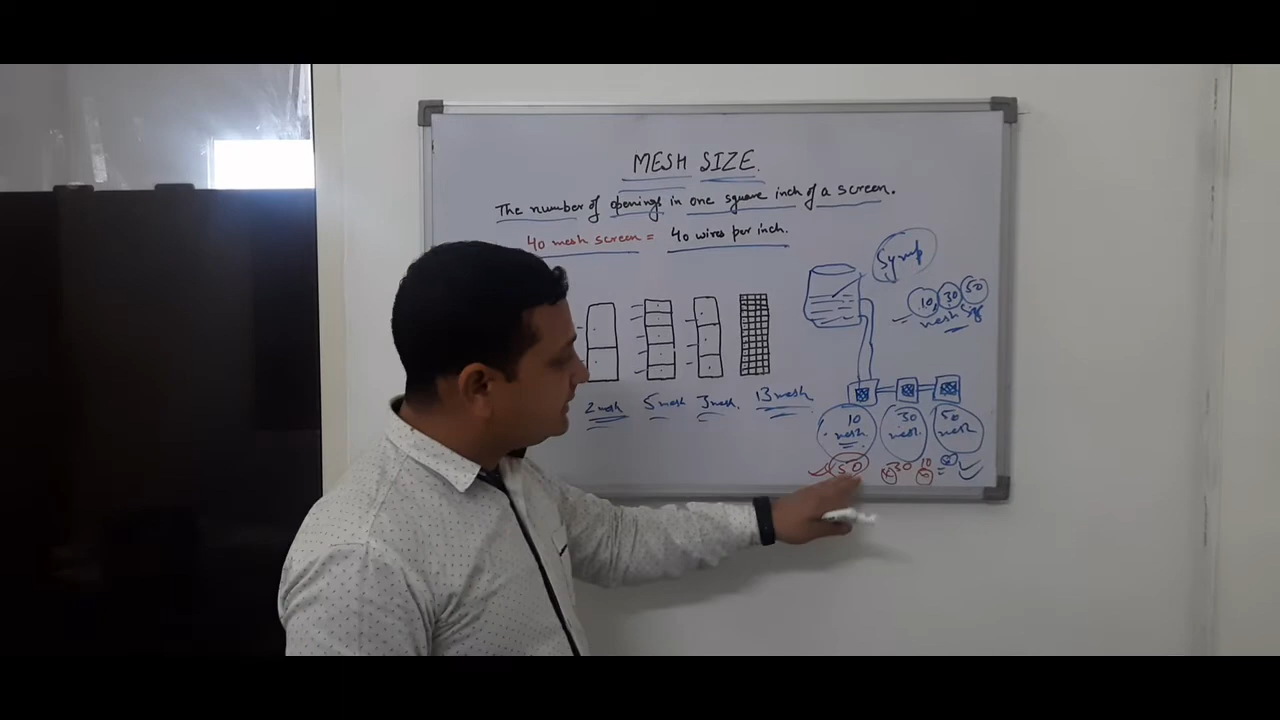 MESH SIZE.
The number of openings in one square inch of a screen.
40 mesh screen = 40 wires per inch.
Syrup
10, 30 50
mesh
2 mesh 5 mesh 3 mesh. 13 mesh
10 mesh. 30 mesh. 50 mesh
50 30 10